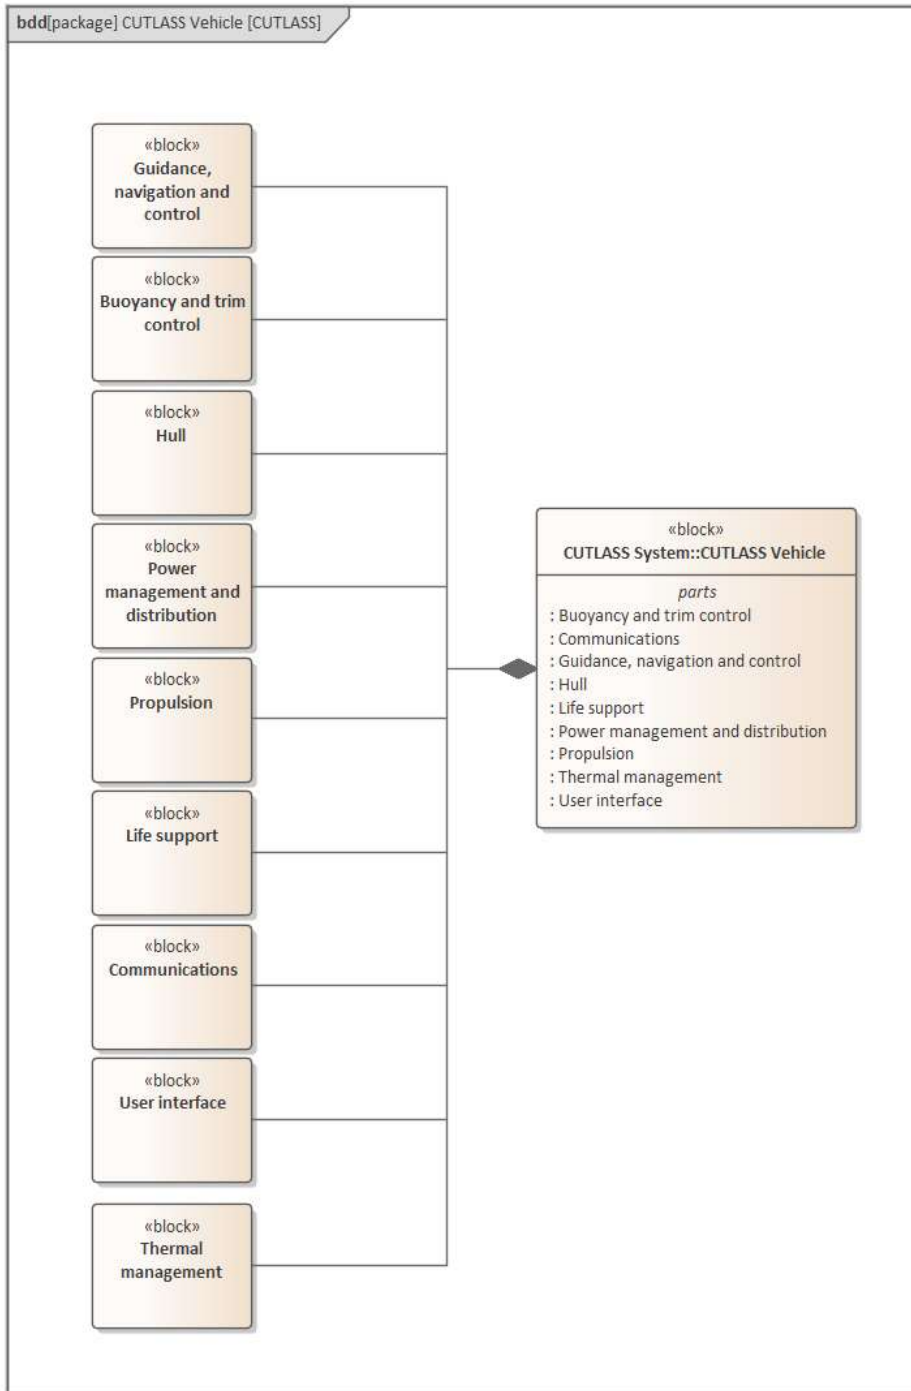 bdd[package] CUTLASS Vehicle [CUTLASS]
«block»
Guidance,
navigation and
control
«block»
Buoyancy and trim
control
«block»
Hull
«block»
Power
management and
distribution
«block»
Propulsion
«block»
Life support
«block»
Communications
«block»
User interface
«block»
Thermal
management
«block»
CUTLASS System::CUTLASS Vehicle
parts
: Buoyancy and trim control
: Communications
: Guidance, navigation and control
: Hull
: Life support
: Power management and distribution
: Propulsion
: Thermal management
: User interface